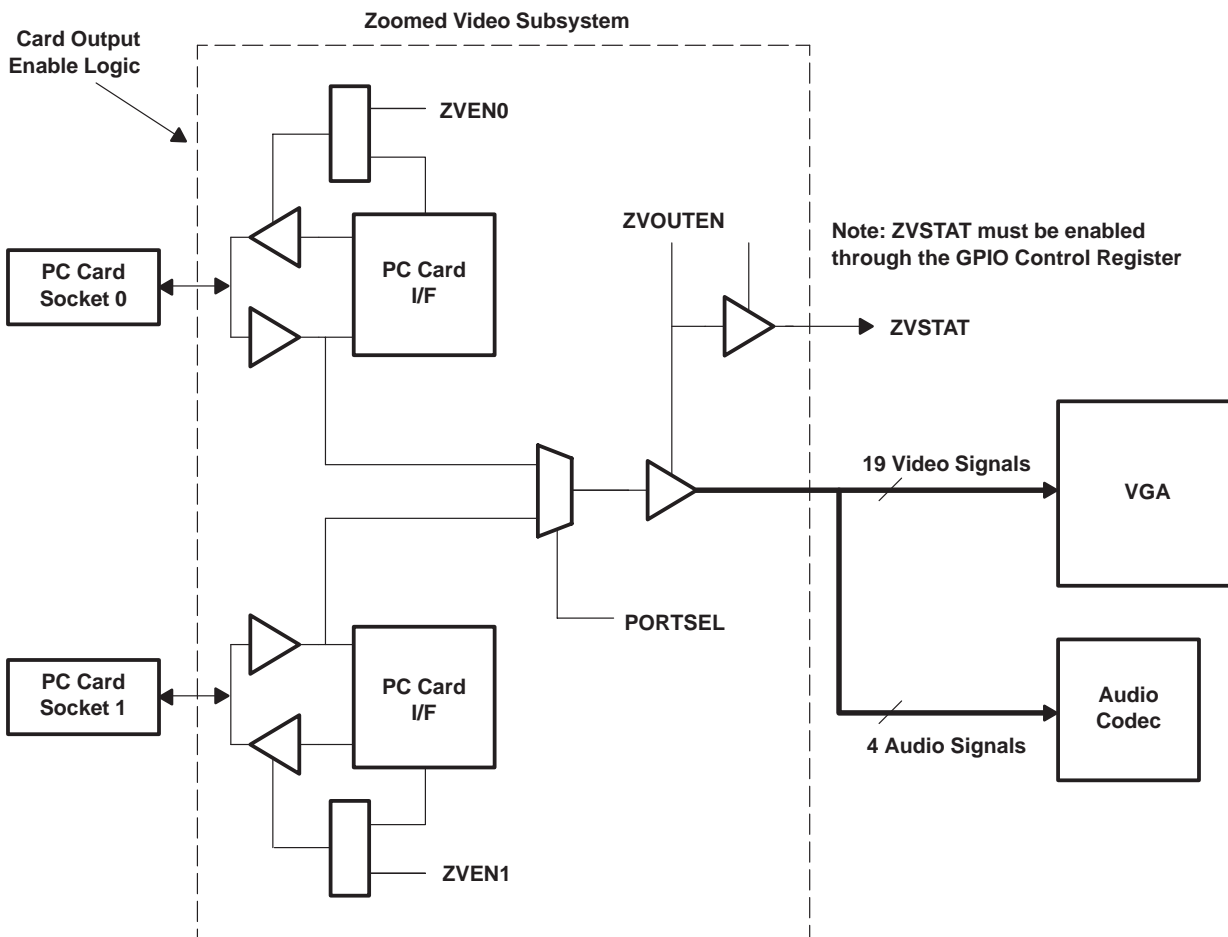 Zoomed Video Subsystem
Card Output
Enable Logic
ZVEN0
PC Card
Socket 0
PC Card
I/F
ZVOUTEN
Note: ZVSTAT must be enabled
through the GPIO Control Register
ZVSTAT
19 Video Signals
VGA
PORTSEL
PC Card
Socket 1
PC Card
I/F
Audio
Codec
4 Audio Signals
ZVEN1